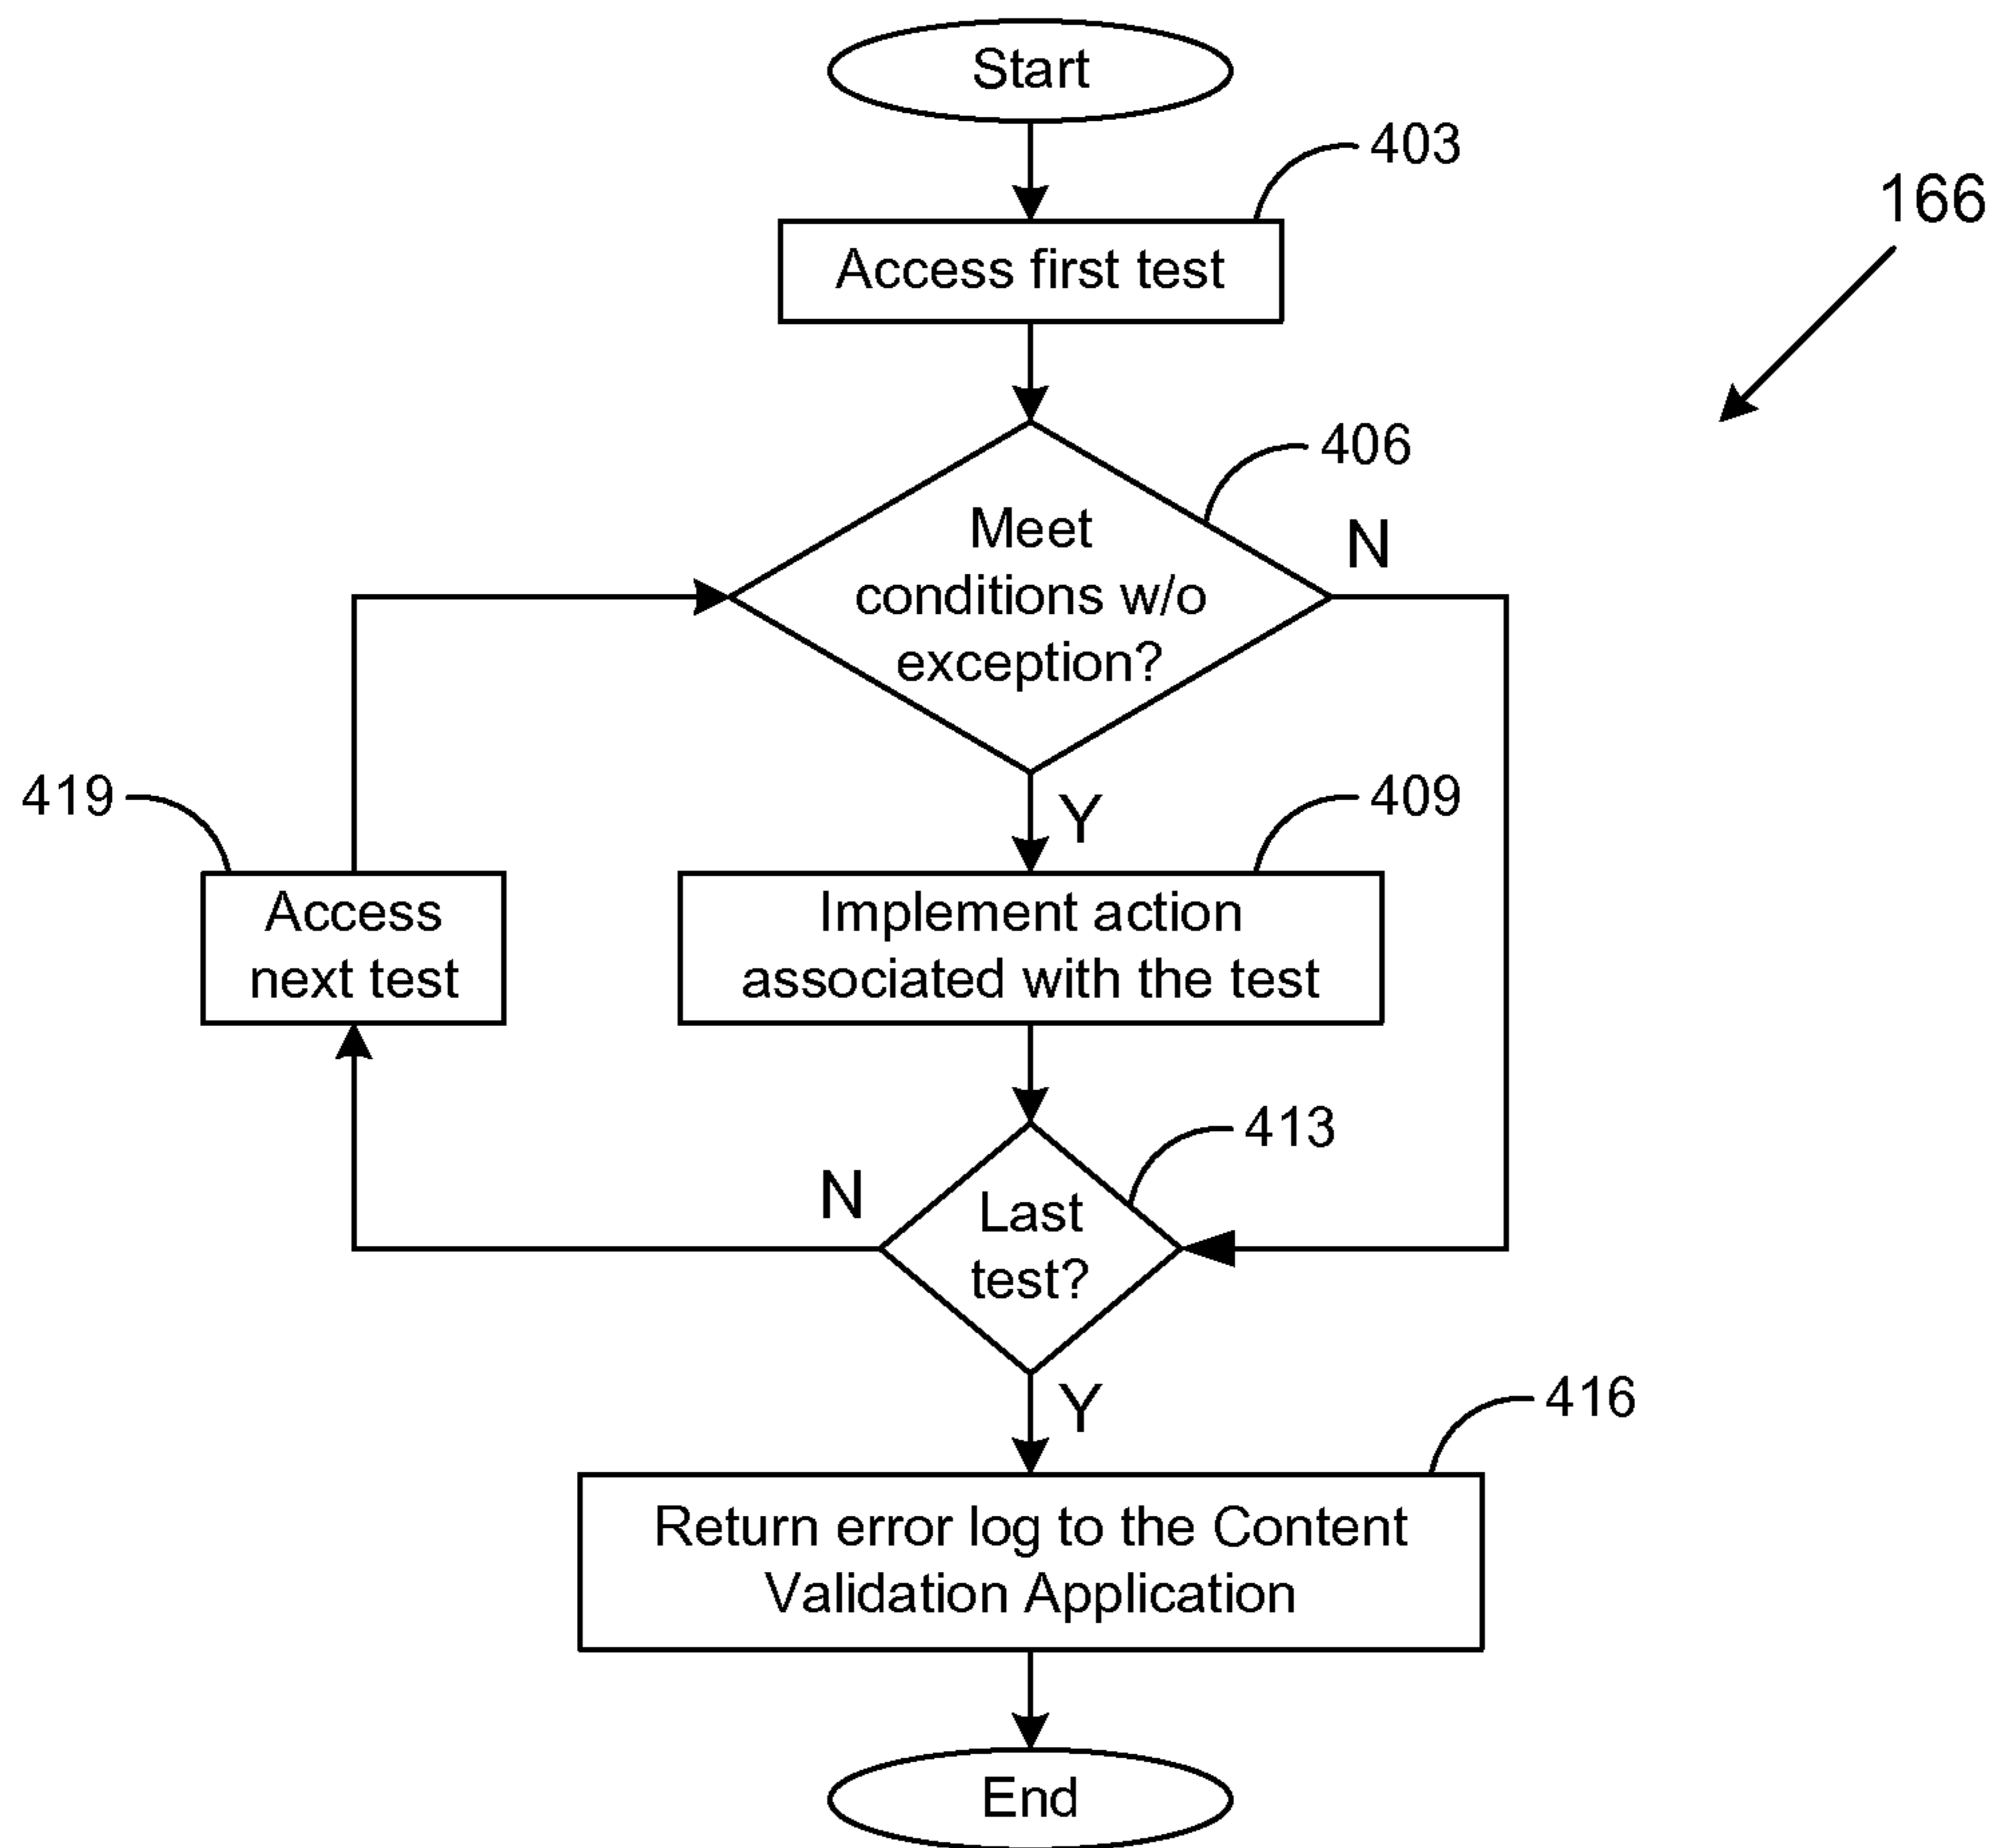 Start
403
Access first test
166
406
Meet
conditions w/o
exception?
N
Y
419
409
Access
next test
Implement action
associated with the test
413
N
Last
test?
Y
416
Return error log to the Content
Validation Application
End